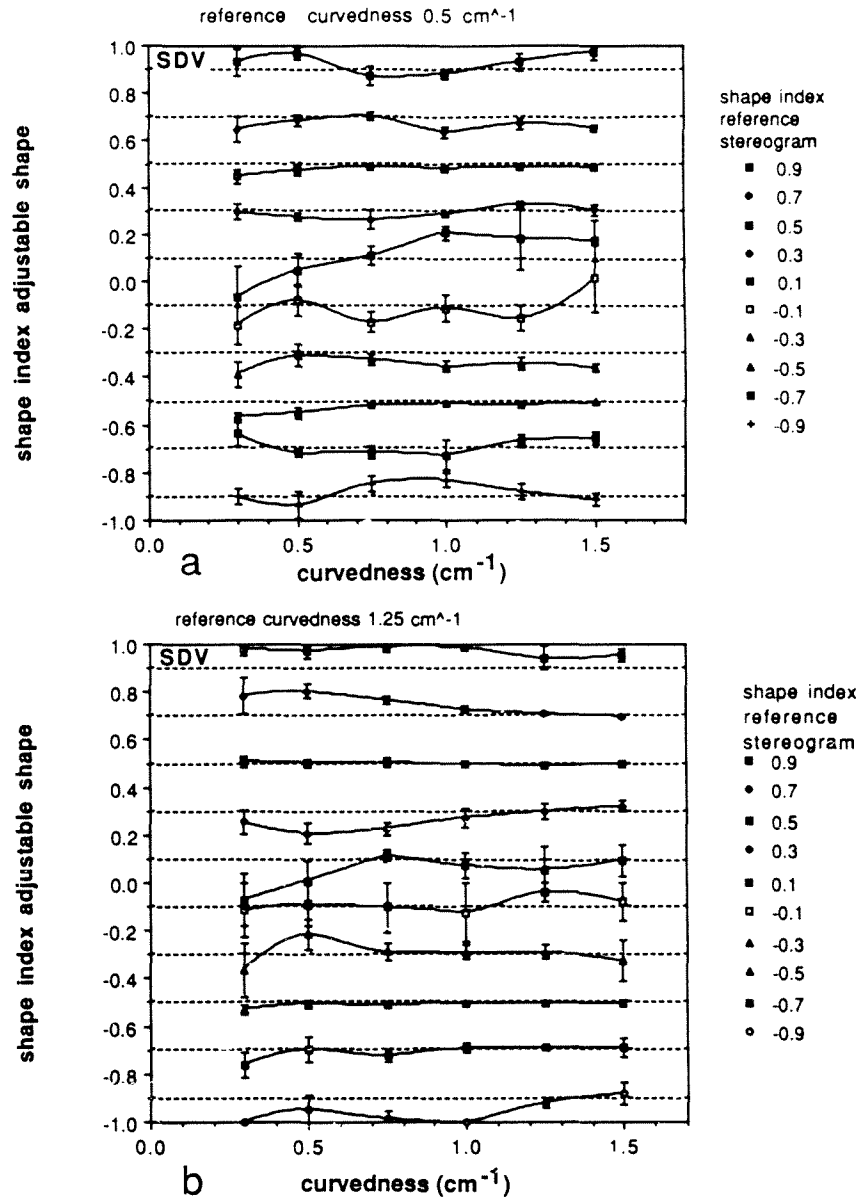 reference curvedness 0.5 cm^-1
SDV
1.0
0.8
0.6
0.4
0.2
0.0
-0.2
-0.4
-0.6
-0.8
-1.0
shape index adjustable shape
0.0 0.5 1.0 1.5
a
curvedness (cm-1)
shape index
reference
stereogram
0.9
0.7
0.5
0.3
0.1
-0.1
-0.3
-0.5
-0.7
-0.9
reference curvedness 1.25 cm^-1
SDV
1.0
0.8
0.6
0.4
0.2
0.0
-0.2
-0.4
-0.6
-0.8
-1.0
shape index adjustable shape
0.0 0.5 1.0 1.5
b
curvedness (cm-1)
shape index
reference
stereogram
0.9
0.7
0.5
0.3
0.1
-0.1
-0.3
-0.5
-0.7
-0.9